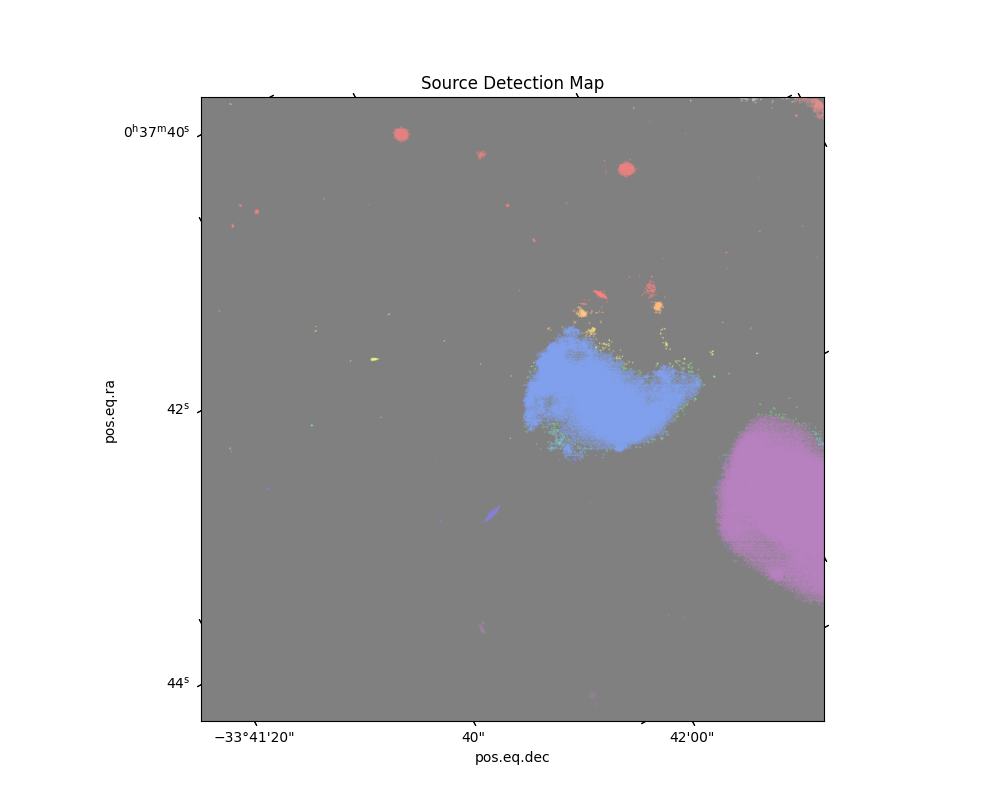 Source Detection Map
0ʰ37ᵐ40ˢ
42ˢ
44ˢ
pos.eq.ra
−33°41'20" 40" 42'00"
pos.eq.dec